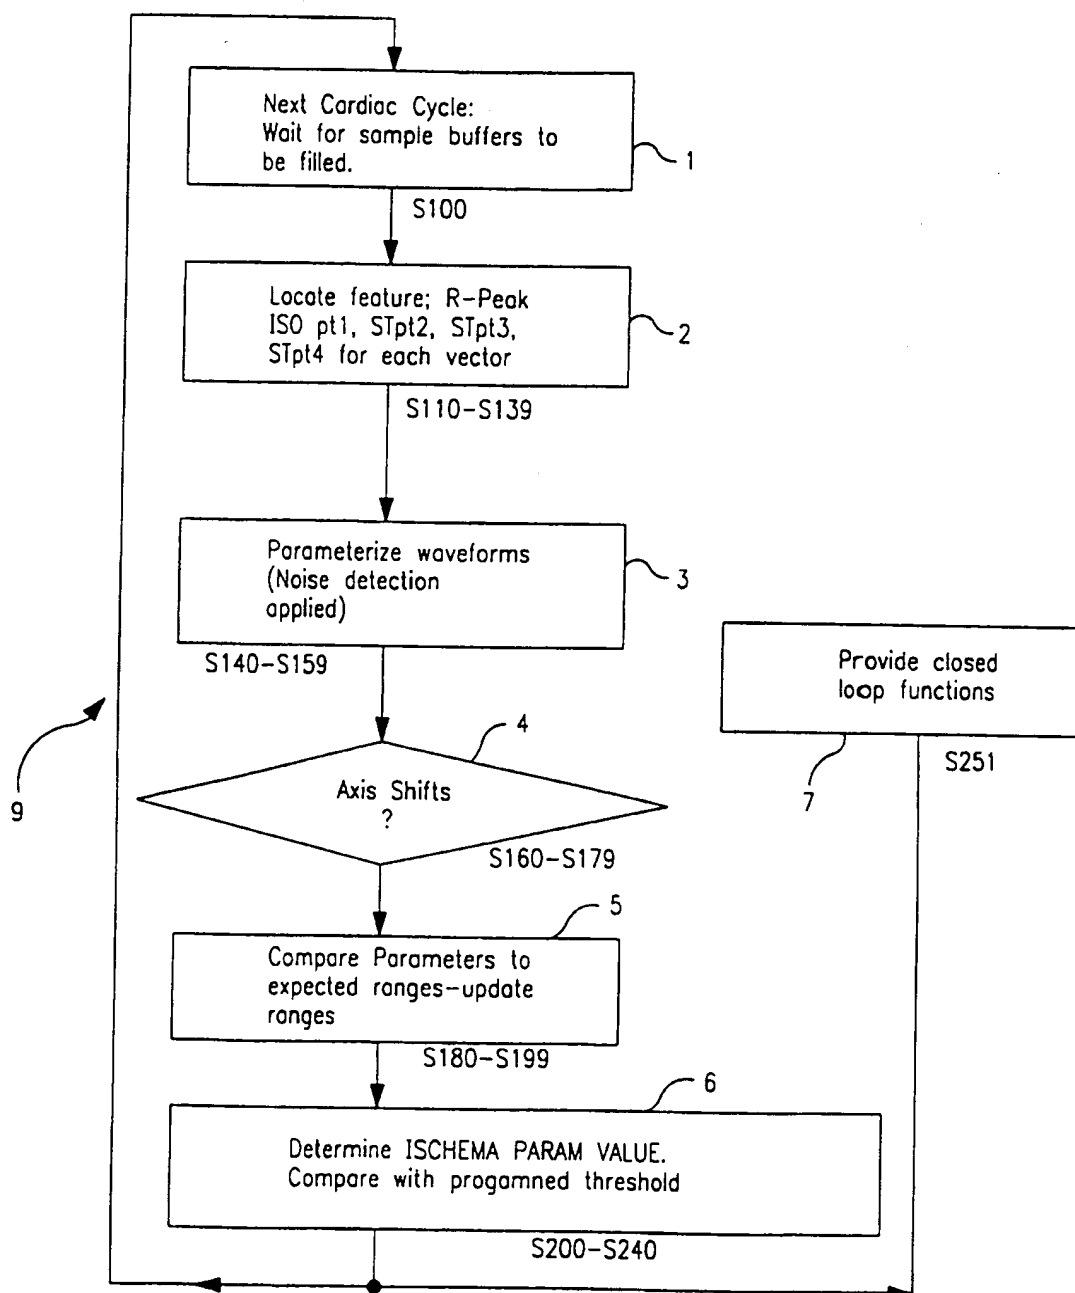 Next Cardiac Cycle:
Wait for sample buffers to
be filled.
1
S100
Locate feature; R-Peak
ISO pt1, STpt2, STpt3,
STpt4 for each vector
2
S110-S139
Parameterize waveforms
(Noise detection
applied)
3
S140-S159
Provide closed
loop functions
7
S251
9
4
Axis Shifts
?
S160-S179
5
Compare Parameters to
expected ranges-update
ranges
S180-S199
6
Determine ISCHEMA PARAM VALUE.
Compare with progamned threshold
S200-S240